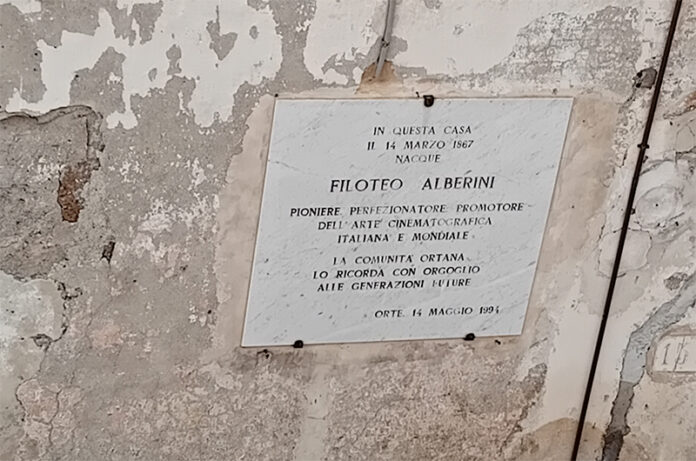 IN QUESTA CASA
IL 14 MARZO 1867
NACQUE
FILOTEO ALBERINI
PIONIERE PERFEZIONATORE PROMOTORE
DELL'ARTE CINEMATOGRAFICA
ITALIANA E MONDIALE
LA COMUNITÀ ORTANA
LO RICORDA CON ORGOGLIO
ALLE GENERAZIONI FUTURE
ORTE, 14 MAGGIO 1994